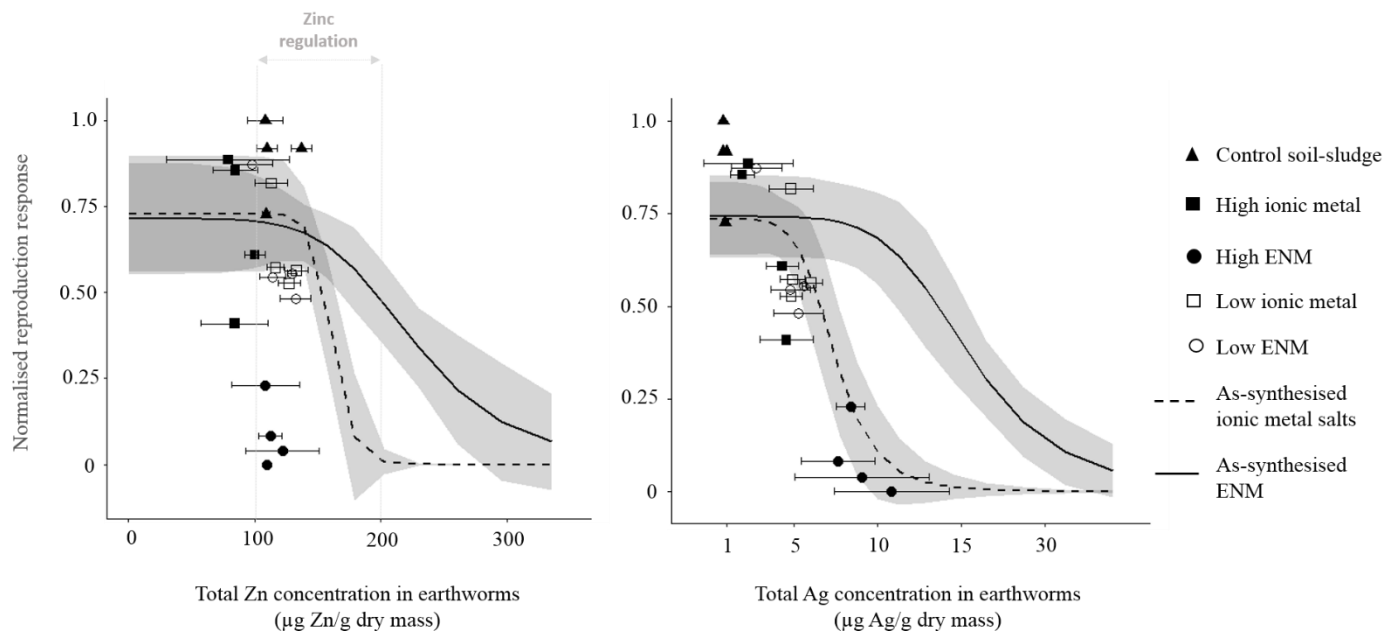 Zinc
regulation
Normalised reproduction response
1.0
0.75
0.50
0.25
0
0
100
200
300
Total Zn concentration in earthworms
(µg Zn/g dry mass)
1.0
0.75
0.50
0.25
0
1
5
10
15
30
Total Ag concentration in earthworms
(µg Ag/g dry mass)
Control soil-sludge
High ionic metal
High ENM
Low ionic metal
Low ENM
As-synthesised
ionic metal salts
As-synthesised
ENM